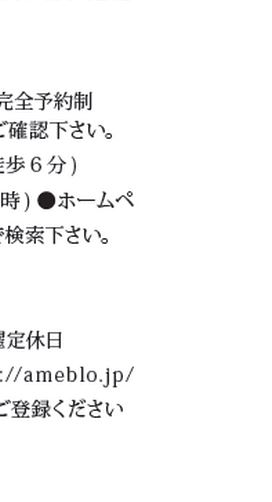 完全予約制
ご確認下さい。
徒歩６分)
時) ●ホームペ
で検索下さい。
曜定休日
://ameblo.jp/
ご登録ください